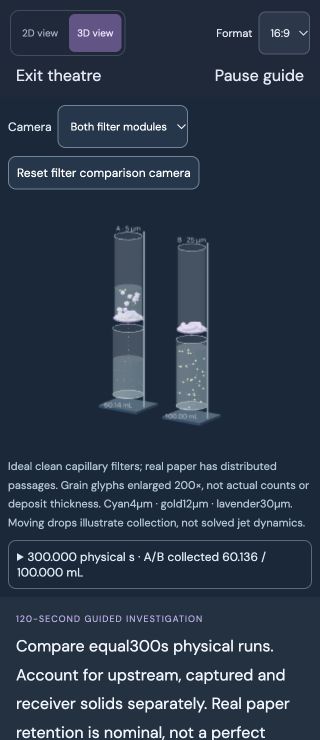 2D view
3D view
Format
16:9
Exit theatre
Pause guide
Camera
Both filter modules
Reset filter comparison camera
A · 5 µm
B · 25 µm
60.14 mL
100.00 mL
Ideal clean capillary filters; real paper has distributed
passages. Grain glyphs enlarged 200×, not actual counts or
deposit thickness. Cyan4µm · gold12µm · lavender30µm.
Moving drops illustrate collection, not solved jet dynamics.
▶ 300.000 physical s · A/B collected 60.136 /
100.000 mL
120-SECOND GUIDED INVESTIGATION
Compare equal300s physical runs.
Account for upstream, captured and
receiver solids separately. Real paper
retention is nominal, not a perfect